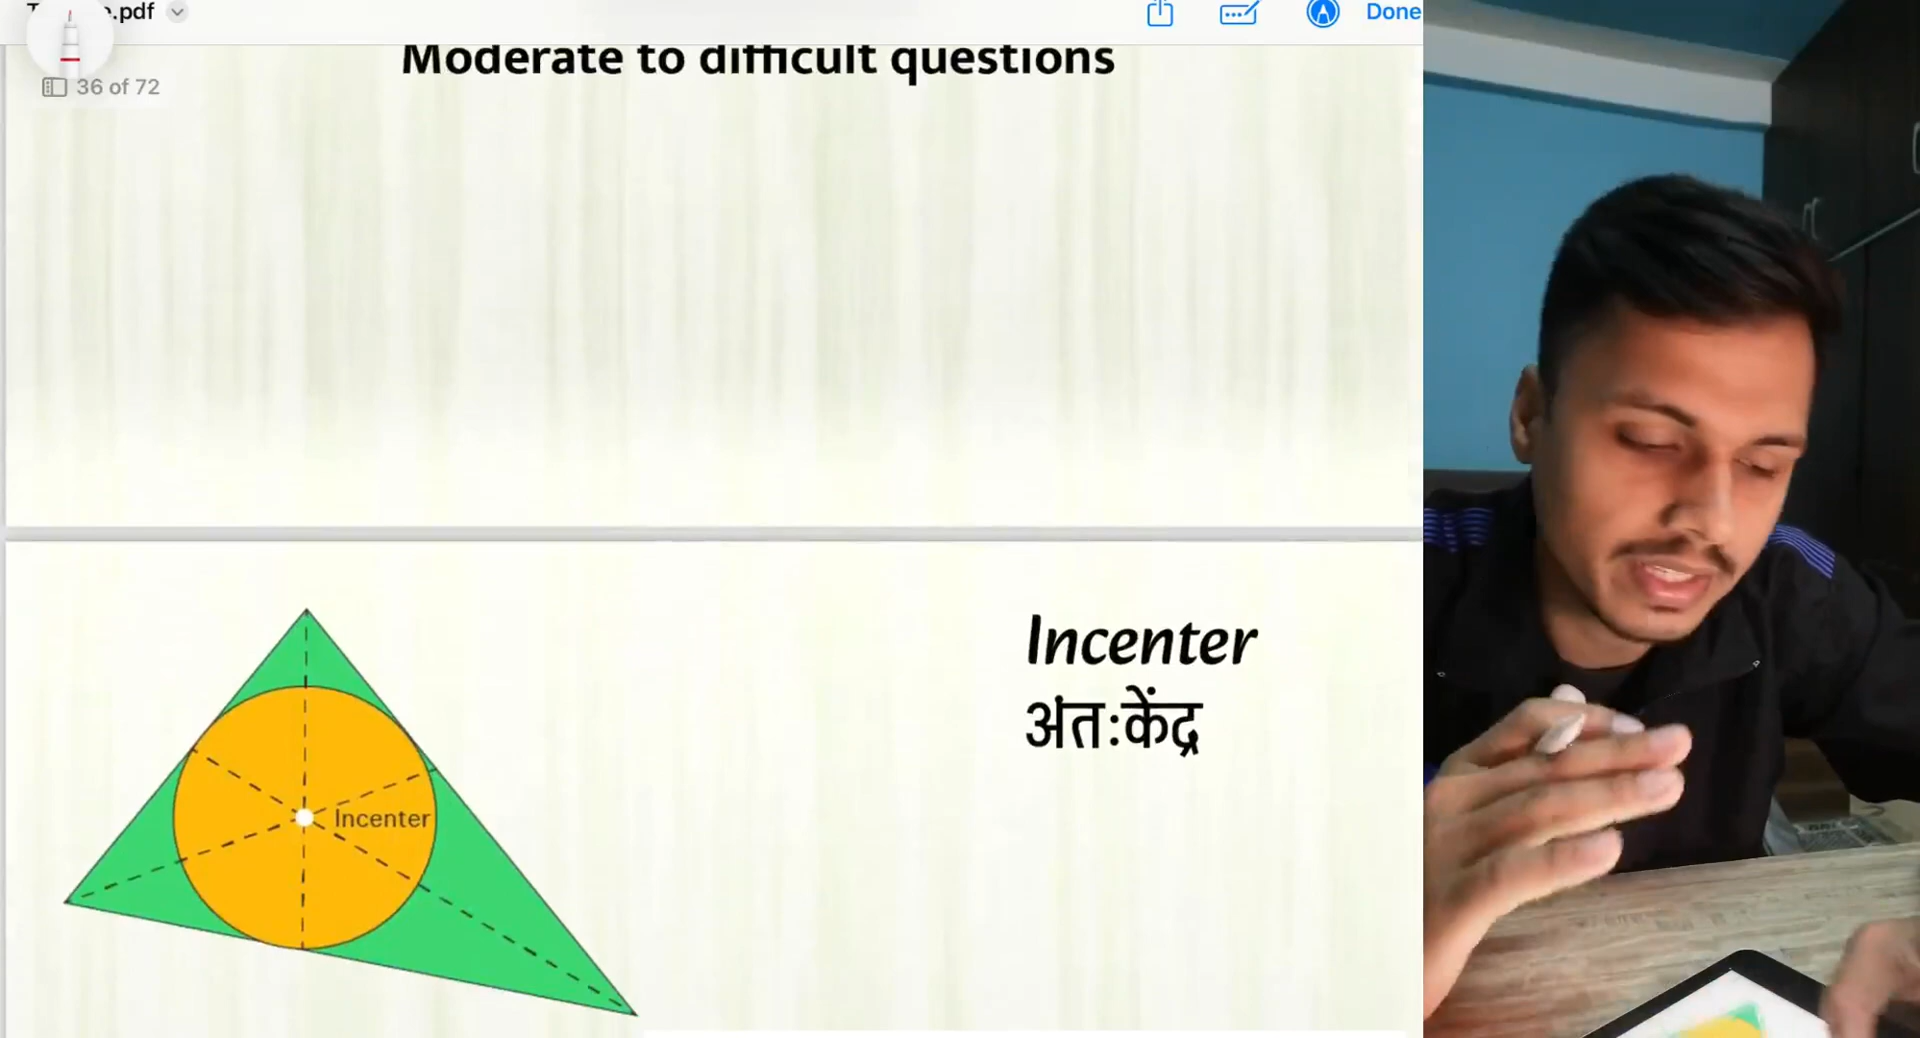 .pdf
Done
36 of 72
Moderate to difficult questions
Incenter
अंतःकेंद्र
Incenter